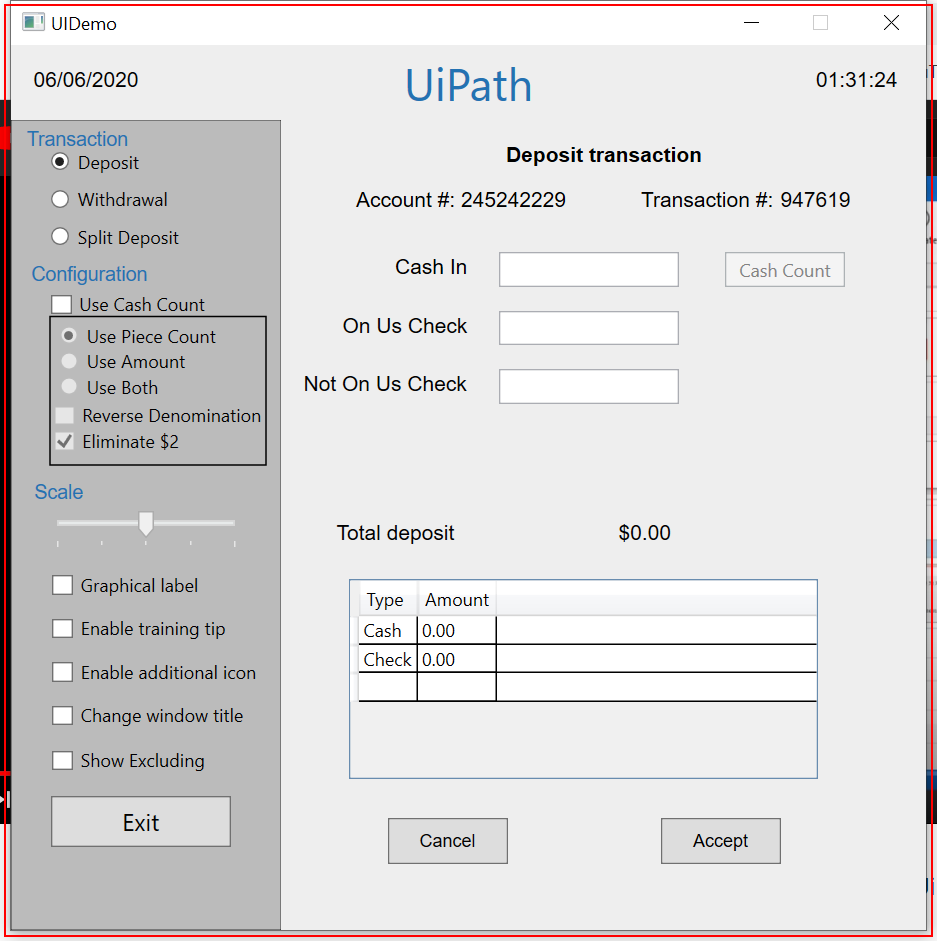 UIDemo
06/06/2020
UiPath
01:31:24
Transaction
Deposit
Withdrawal
Split Deposit
Configuration
Use Cash Count
Use Piece Count
Use Amount
Use Both
Reverse Denomination
Eliminate $2
Scale
Graphical label
Enable training tip
Enable additional icon
Change window title
Show Excluding
Exit
Deposit transaction
Account #: 245242229 Transaction #: 947619
Cash In
Cash Count
On Us Check
Not On Us Check
Total deposit $0.00
Type Amount
Cash 0.00
Check 0.00
Cancel Accept